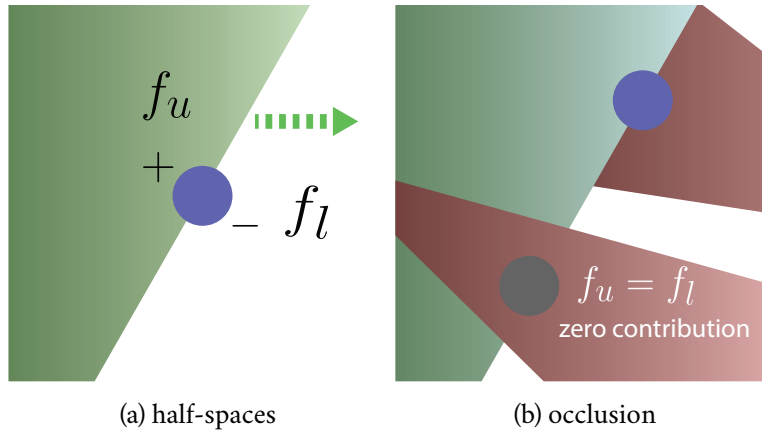 f_u
+
− f_l
f_u = f_l
zero contribution
(a) half-spaces
(b) occlusion